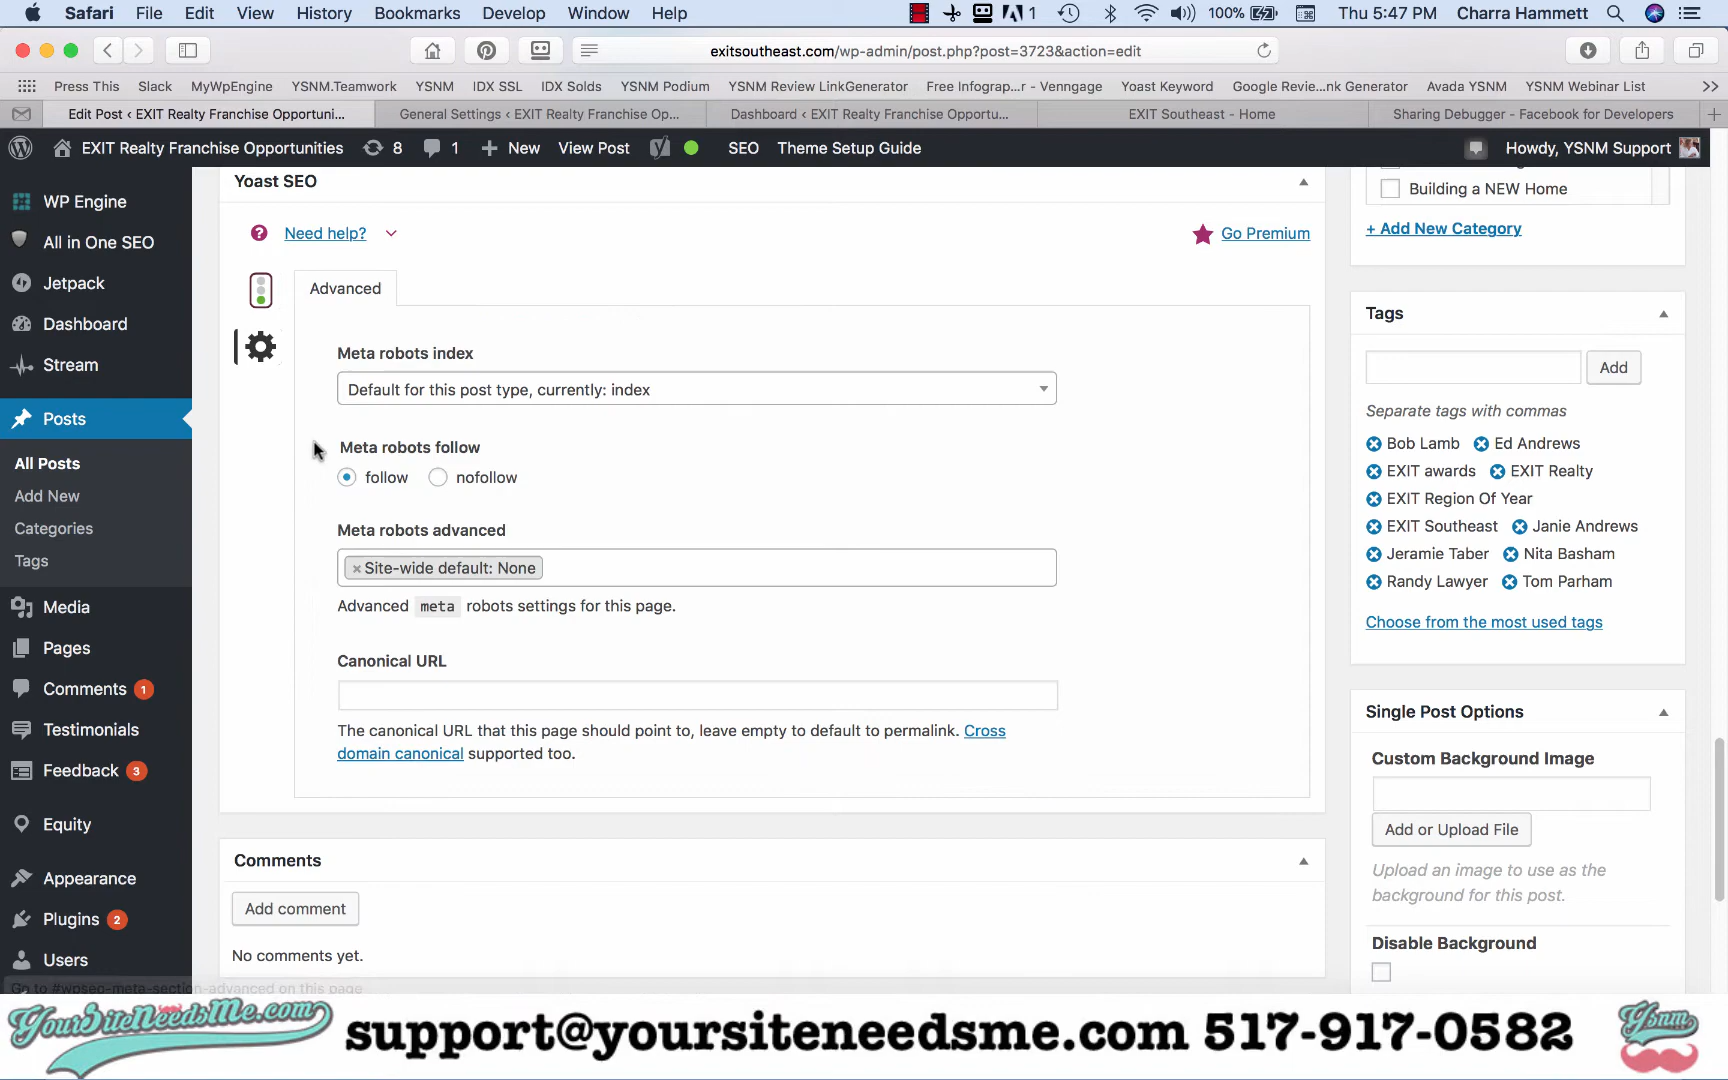 Safari File Edit View History Bookmarks Develop Window Help 1 100% Thu 5:47 PM Charra Hammett
exitsoutheast.com/wp-admin/post.php?post=3723&action=edit
Press This Slack MyWpEngine YSNM.Teamwork YSNM IDX SSL IDX Solds YSNM Podium YSNM Review LinkGenerator Free Infograp...r - Venngage Yoast Keyword Google Revie...nk Generator Avada YSNM YSNM Webinar List
Edit Post ‹ EXIT Realty Franchise Opportuni... General Settings ‹ EXIT Realty Franchise Op... Dashboard ‹ EXIT Realty Franchise Opportu... EXIT Southeast - Home Sharing Debugger - Facebook for Developers
EXIT Realty Franchise Opportunities 8 1 New View Post SEO Theme Setup Guide Howdy, YSNM Support
WP Engine
All in One SEO
Jetpack
Dashboard
Stream
Posts
All Posts
Add New
Categories
Tags
Media
Pages
Comments 1
Testimonials
Feedback 3
Equity
Appearance
Plugins 2
Users
Go to #wpseo-meta-section-advanced on this page
Yoast SEO
Need help?
Go Premium
Advanced
Meta robots index
Default for this post type, currently: index
Meta robots follow
follow nofollow
Meta robots advanced
×Site-wide default: None
Advanced meta robots settings for this page.
Canonical URL
The canonical URL that this page should point to, leave empty to default to permalink. Cross
domain canonical supported too.
Comments
Add comment
No comments yet.
Building a NEW Home
+ Add New Category
Tags
Add
Separate tags with commas
Bob Lamb Ed Andrews
EXIT awards EXIT Realty
EXIT Region Of Year
EXIT Southeast Janie Andrews
Jeramie Taber Nita Basham
Randy Lawyer Tom Parham
Choose from the most used tags
Single Post Options
Custom Background Image
Add or Upload File
Upload an image to use as the
background for this post.
Disable Background
YourSiteNeedsMe.com support@yoursiteneedsme.com 517-917-0582 Ysnm